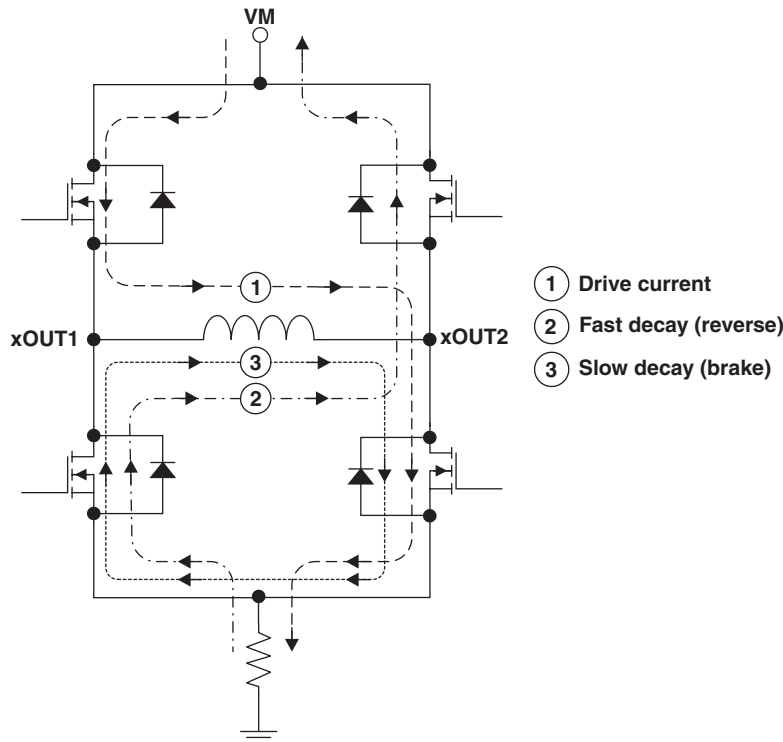 VM
1
xOUT1
xOUT2
3
2
1 Drive current
2 Fast decay (reverse)
3 Slow decay (brake)